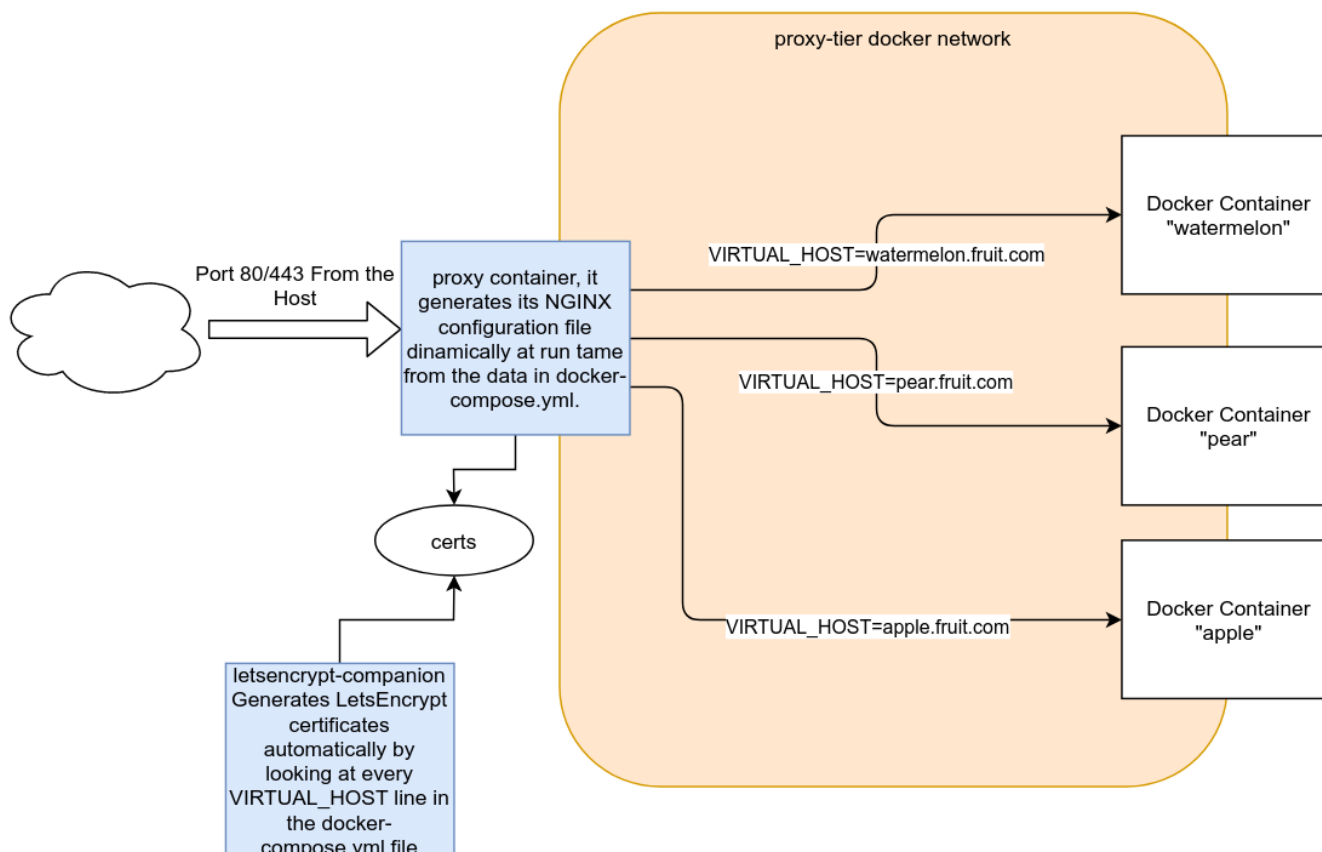 proxy-tier docker network
Port 80/443 From the
Host
proxy container, it
generates its NGINX
configuration file
dinamically at run tame
from the data in docker-
compose.yml.
VIRTUAL_HOST=watermelon.fruit.com
Docker Container
"watermelon"
VIRTUAL_HOST=pear.fruit.com
Docker Container
"pear"
certs
VIRTUAL_HOST=apple.fruit.com
Docker Container
"apple"
letsencrypt-companion
Generates LetsEncrypt
certificates
automatically by
looking at every
VIRTUAL_HOST line in
the docker-
compose.yml file